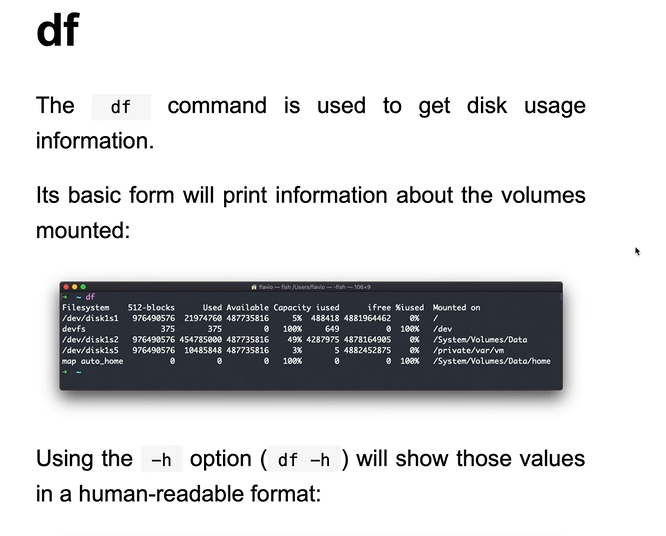 df
The df command is used to get disk usage
information.
Its basic form will print information about the volumes
mounted:
flavio — fish /Users/flavio — -fish — 106×9
→ ~ df
Filesystem 512-blocks Used Available Capacity iused ifree %iused Mounted on
/dev/disk1s1 976490576 21974760 487735816 5% 488418 4881964462 0% /
devfs 375 375 0 100% 649 0 100% /dev
/dev/disk1s2 976490576 454785000 487735816 49% 4287975 4878164905 0% /System/Volumes/Data
/dev/disk1s5 976490576 10485848 487735816 3% 5 4882452875 0% /private/var/vm
map auto_home 0 0 0 100% 0 0 100% /System/Volumes/Data/home
→ ~
Using the -h option ( df -h ) will show those values
in a human-readable format: